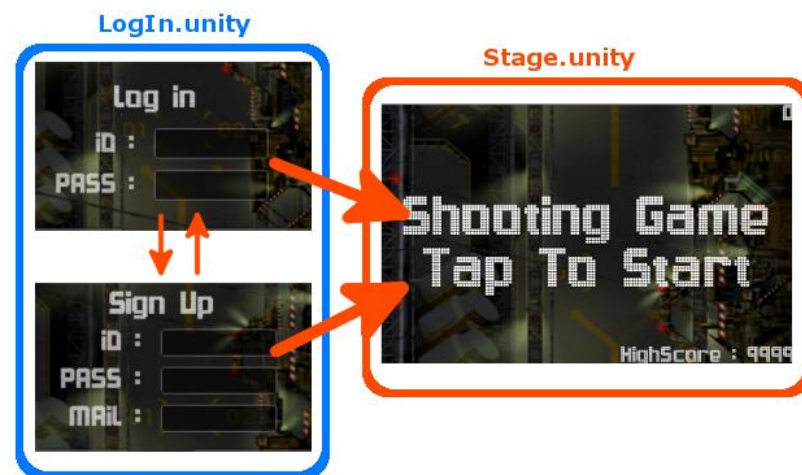 LogIn.unity
Log in
iD :
PASS :
Sign Up
iD :
PASS :
MAiL :
Stage.unity
Shooting Game
Tap To Start
HighScore : 9999